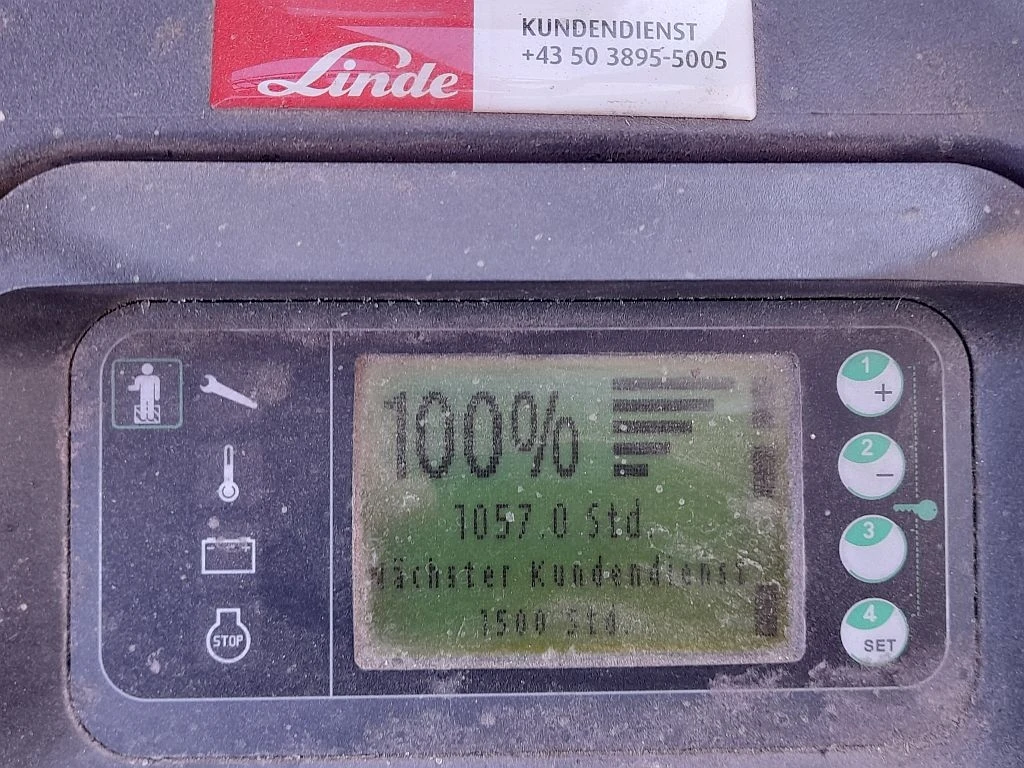 Linde
KUNDENDIENST
+43 50 3895-5005
100%
1057.0 Std.
Nächster Kundendienst
1500 Std.
STOP
1
+
2
−
3
4
SET